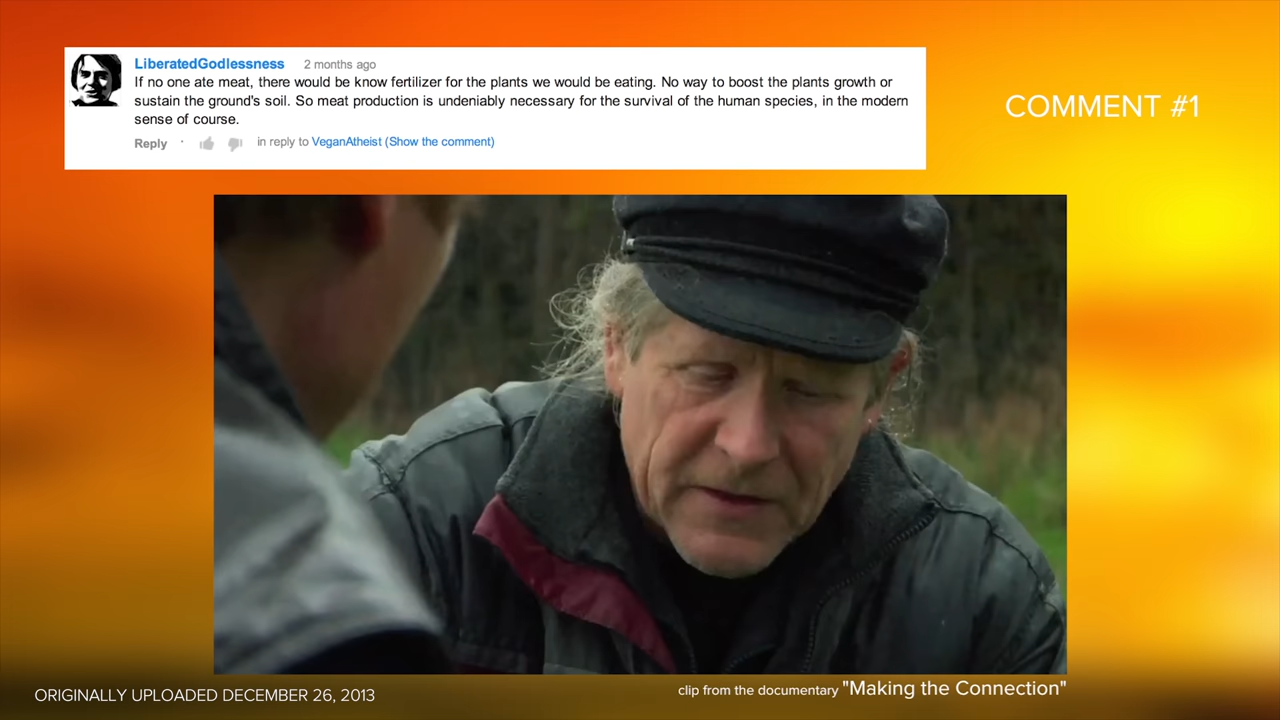 LiberatedGodlessness 2 months ago
If no one ate meat, there would be know fertilizer for the plants we would be eating. No way to boost the plants growth or
sustain the ground's soil. So meat production is undeniably necessary for the survival of the human species, in the modern
sense of course.
Reply · in reply to VeganAtheist (Show the comment)
COMMENT #1
ORIGINALLY UPLOADED DECEMBER 26, 2013
clip from the documentary "Making the Connection"